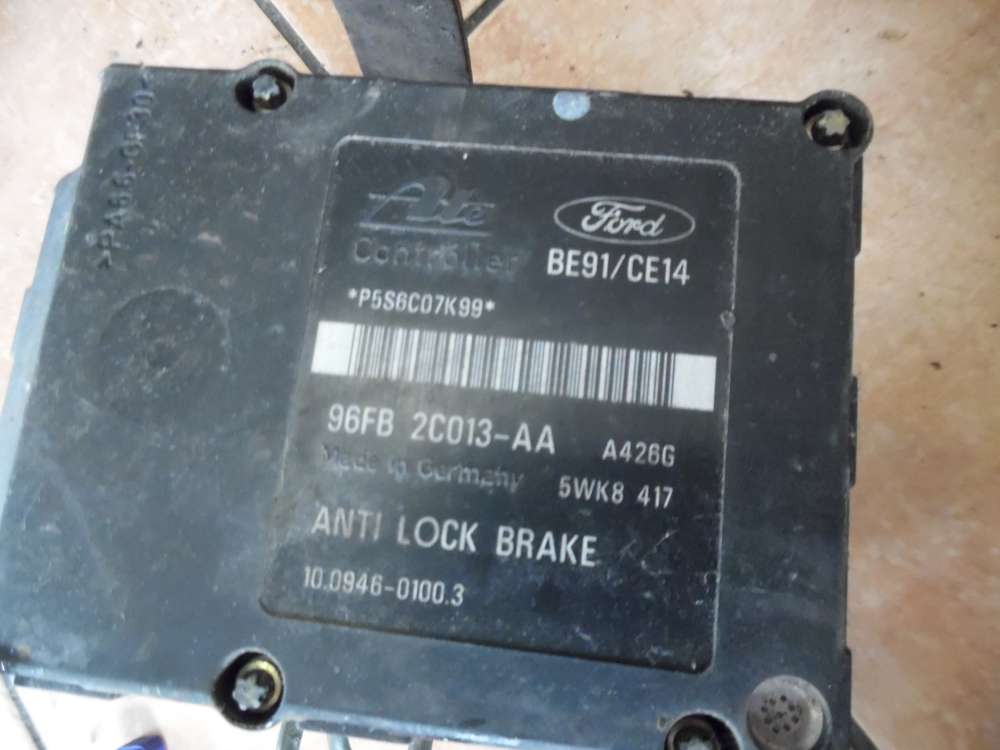 Ate
Controller
Ford
BE91/CE14
*P5S6C07K99*
96FB 2C013-AA
A426G
Made in Germany
5WK8 417
ANTI LOCK BRAKE
10.0946-0100.3